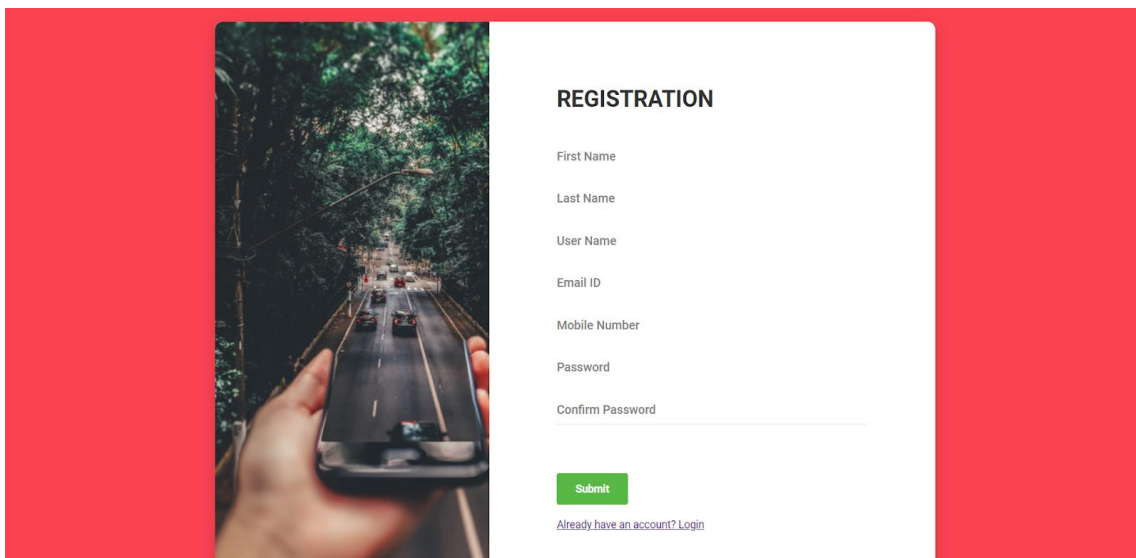 REGISTRATION
First Name
Last Name
User Name
Email ID
Mobile Number
Password
Confirm Password
Submit
Already have an account? Login